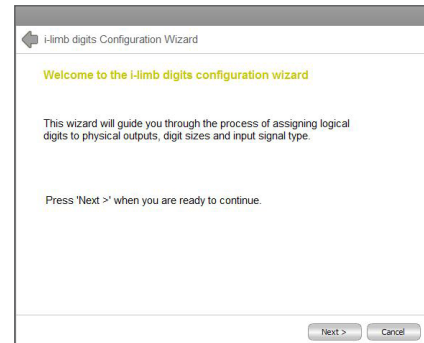 i-limb digits Configuration Wizard
Welcome to the i-limb digits configuration wizard
This wizard will guide you through the process of assigning logical
digits to physical outputs, digit sizes and input signal type.
Press 'Next >' when you are ready to continue.
Next > Cancel